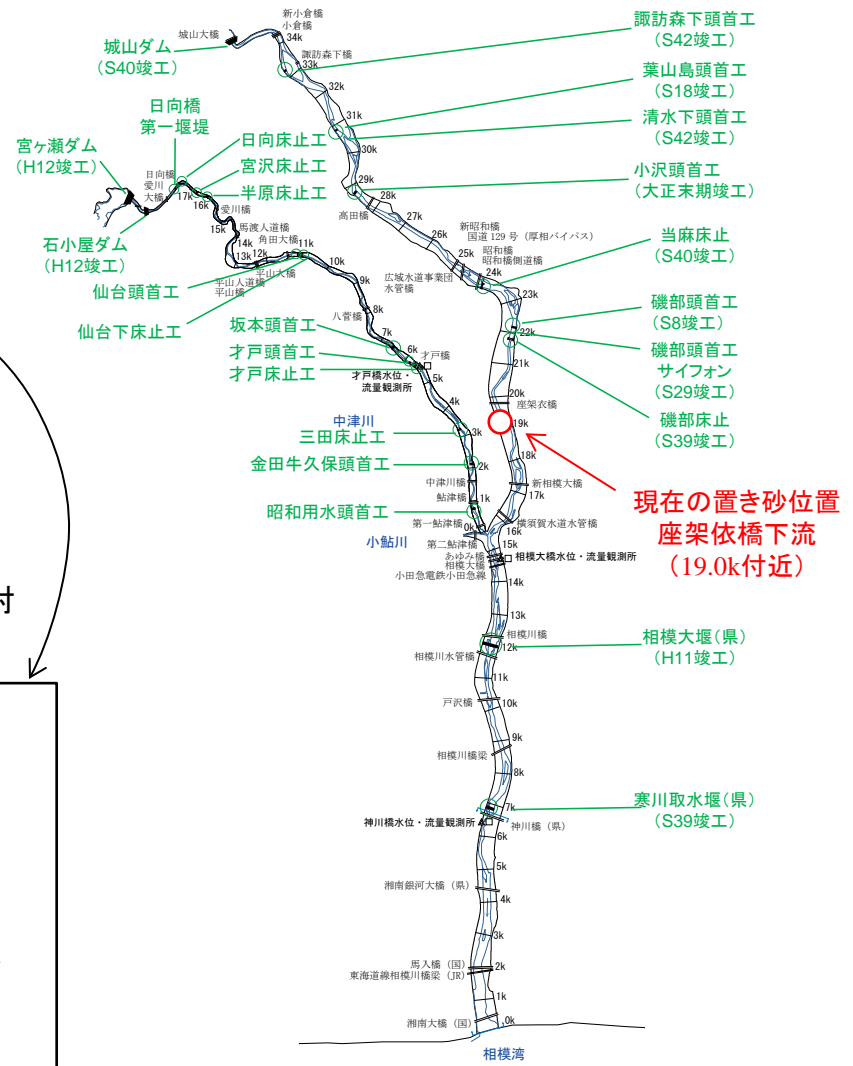 新小倉橋
小倉橋
城山大橋
34k
城山ダム
(S40竣工)
諏訪森下橋
33k
諏訪森下頭首工
(S42竣工)
32k
葉山島頭首工
(S18竣工)
31k
清水下頭首工
(S42竣工)
30k
29k
小沢頭首工
(大正末期竣工)
28k
高田橋
27k
26k
新昭和橋
国道 129 号 (厚相バイパス)
25k
昭和橋
昭和橋側道橋
24k
広域水道事業団
水管橋
当麻床止
(S40竣工)
23k
磯部頭首工
(S8竣工)
22k
磯部頭首工
サイフォン
(S29竣工)
21k
磯部床止
(S39竣工)
20k
座架衣橋
19k
現在の置き砂位置
座架依橋下流
(19.0k付近)
18k
新相模大橋
17k
横須賀水道水管橋
16k
宮ヶ瀬ダム
(H12竣工)
石小屋ダム
(H12竣工)
日向橋
第一堰堤
日向床止工
宮沢床止工
半原床止工
日向橋
愛川
大橋
17k
16k
愛川橋
15k
馬渡人道橋
14k
角田大橋
13k
12k
平山大橋
平山人道橋
平山橋
11k
仙台頭首工
仙台下床止工
10k
9k
八菅橋
8k
7k
坂本頭首工
6k
才戸頭首工
才戸橋
才戸床止工
才戸橋水位・
流量観測所
5k
4k
中津川
三田床止工
3k
金田牛久保頭首工
2k
中津川橋
鮎津橋
1k
昭和用水頭首工
第一鮎津橋
0k
小鮎川
第二鮎津橋
15k
あゆみ橋
相模大橋
相模大橋水位・流量観測所
小田急電鉄小田急線
14k
13k
相模川橋
12k
相模大堰(県)
(H11竣工)
相模川水管橋
11k
戸沢橋
10k
9k
相模川橋梁
8k
寒川取水堰(県)
(S39竣工)
7k
神川橋水位・流量観測所
神川橋 (県)
6k
5k
湘南銀河大橋 (県)
4k
3k
馬入橋 (国)
2k
東海道線相模川橋梁 (JR)
1k
湘南大橋 (国)
0k
相模湾